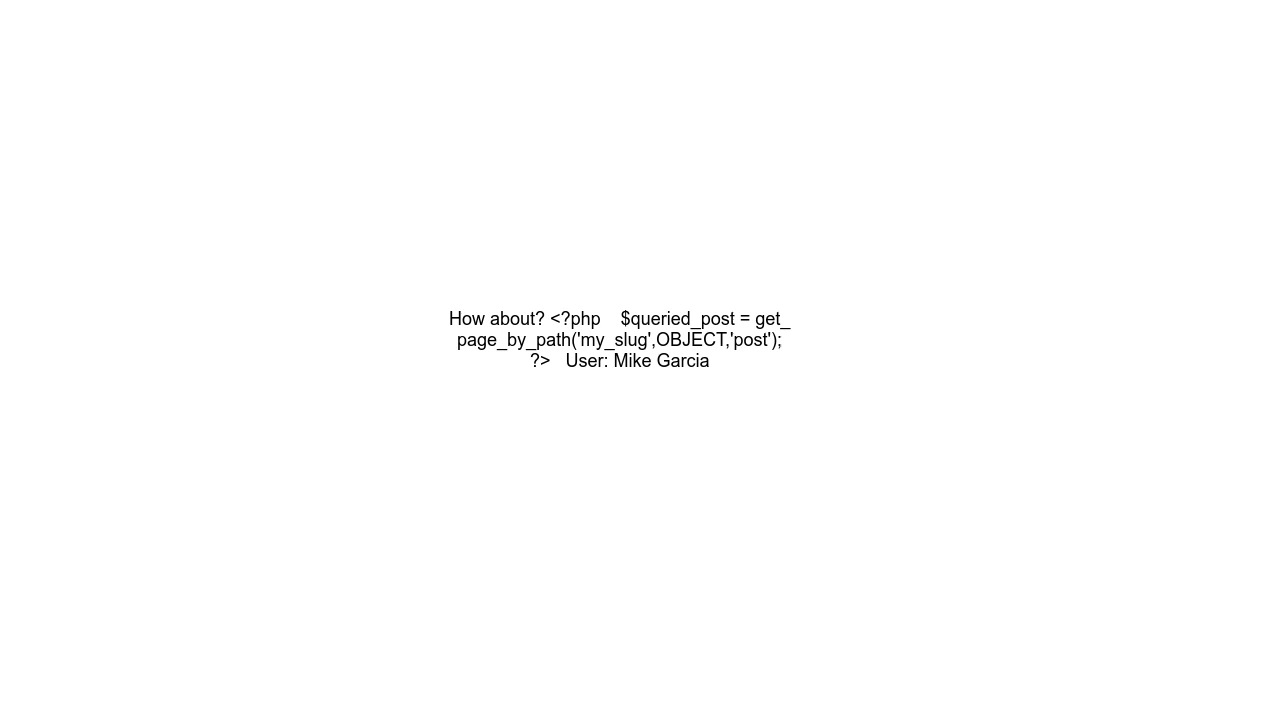 How about? <?php    $queried_post = get_
page_by_path('my_slug',OBJECT,'post');
?>   User: Mike Garcia